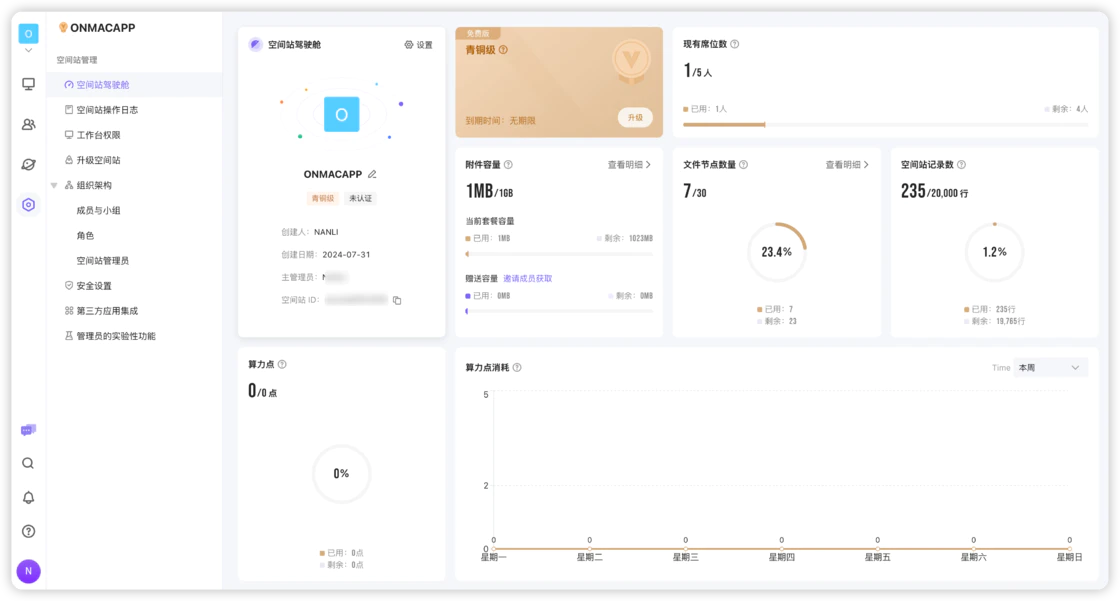 O
ONMACAPP
空间站管理
空间站驾驶舱
空间站操作日志
工作台权限
升级空间站
组织架构
成员与小组
角色
空间站管理员
安全设置
第三方应用集成
管理员的实验性功能
N
空间站驾驶舱
设置
O
ONMACAPP
青铜级
未认证
创建人: NANLI
创建日期: 2024-07-31
主管理员:
空间站 ID:
免费版
青铜级
到期时间: 无期限
升级
现有席位数
1/5 人
已用: 1人
剩余: 4人
附件容量
查看明细
1MB/1GB
当前套餐容量
已用: 1MB
剩余: 1023MB
赠送容量 邀请成员获取
已用: 0MB
剩余: 0MB
文件节点数量
查看明细
7/30
23.4%
已用: 7
剩余: 23
空间站记录数
235/20,000 行
1.2%
已用: 235行
剩余: 19,765行
算力点
0/0 点
0%
已用: 0点
剩余: 0点
算力点消耗
Time 本周
5
2
0
0 0 0 0 0 0 0
星期一 星期二 星期三 星期四 星期五 星期六 星期日